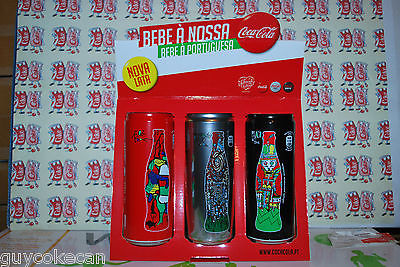 BEBE À NOSSA
Coca-Cola
BEBE À PORTUGUESA
NOVA
LATA!
WWW.COCACOLA.PT
guycokecan